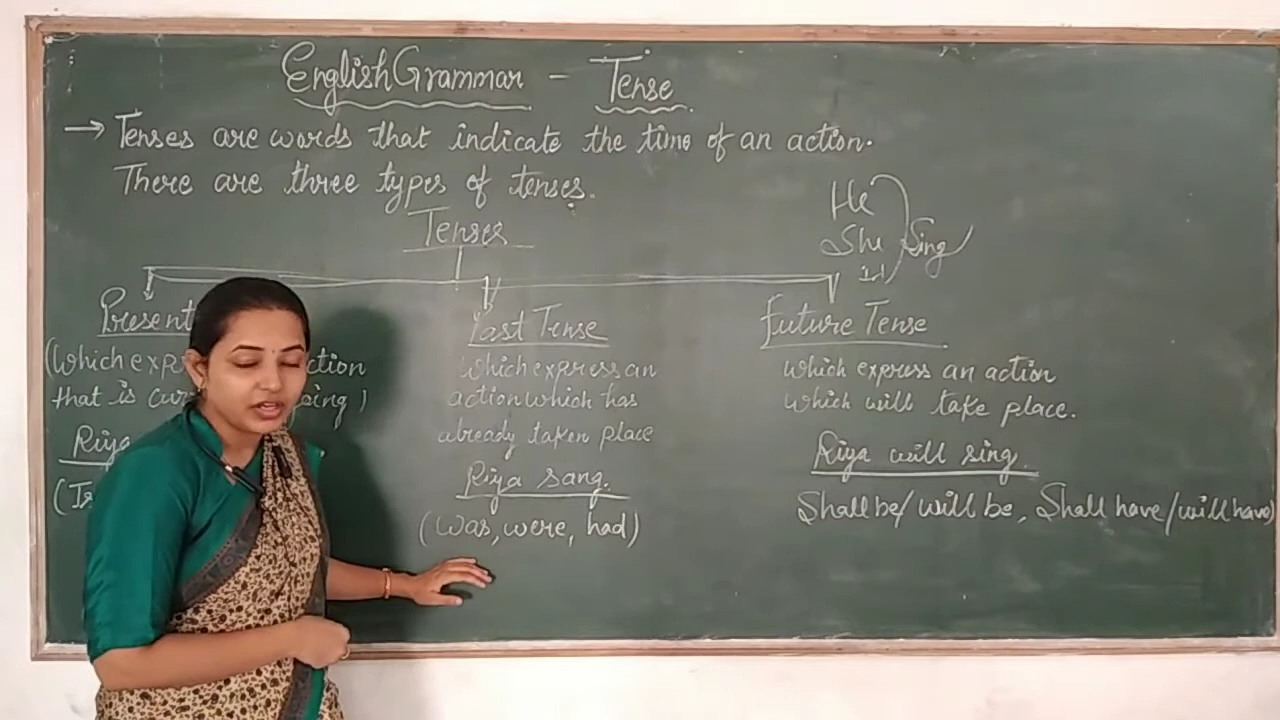 English Grammar - Tense
→ Tenses are words that indicate the time of an action.
There are three types of tenses.
Tenses
He
She
Sing
Present
(Which
action
that is
Riya
Past Tense
Which express an
action which has
already taken place
Riya sang.
(Was, were, had)
Future Tense
which express an action
Which will take place.
Riya will sing.
Shall be/ will be, Shall have/will have)